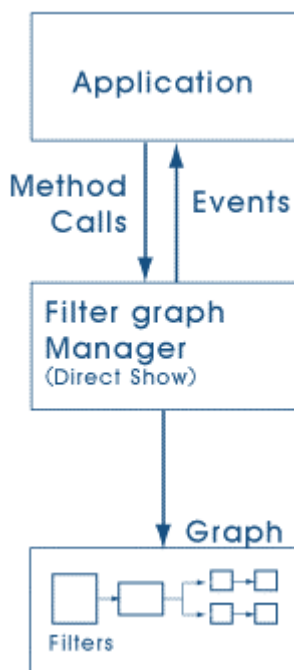 Application
Method
Calls
Events
Filter graph
Manager
(Direct Show)
Graph
Filters